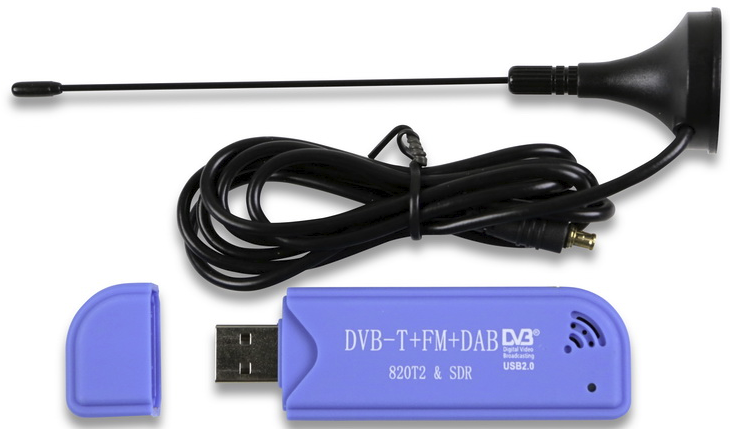 DVB-T+FM+DAB
820T2 & SDR
DVB®
Digital Video
Broadcasting
USB2.0